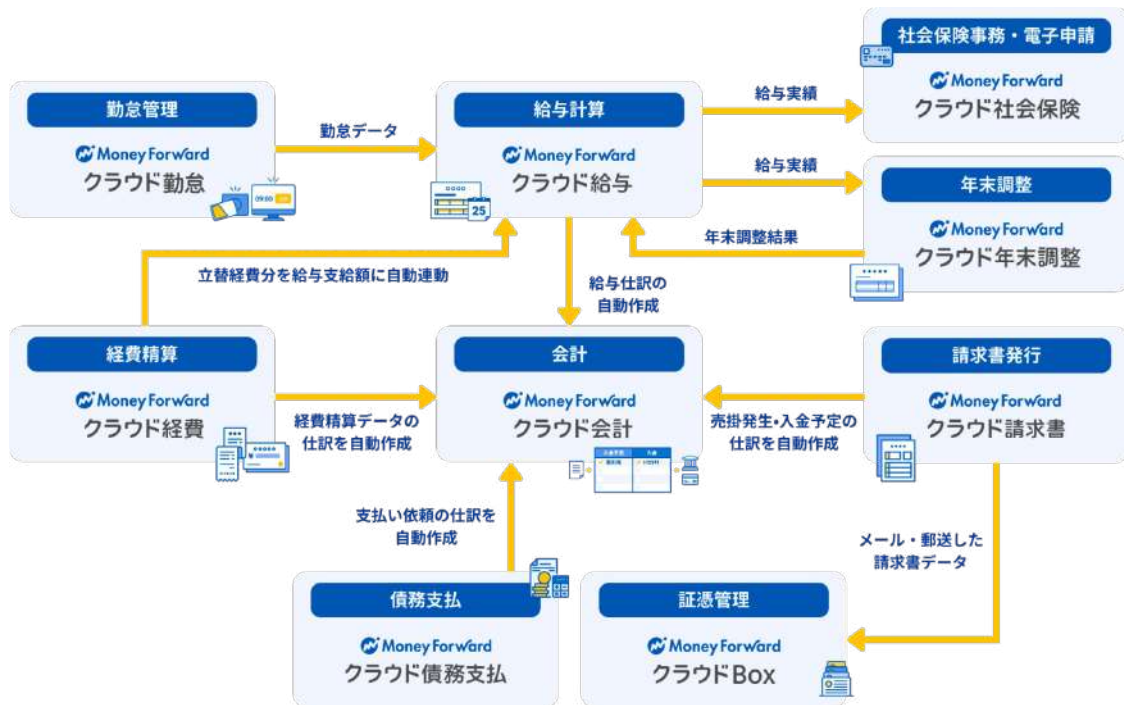 社会保険事務・電子申請
Money Forward
クラウド社会保険
勤怠管理
Money Forward
クラウド勤怠
09:00
勤怠データ
給与計算
Money Forward
クラウド給与
25
給与実績
給与実績
年末調整
Money Forward
クラウド年末調整
年末調整結果
立替経費分を給与支給額に自動連動
給与仕訳の
自動作成
経費精算
Money Forward
クラウド経費
経費精算データの
仕訳を自動作成
会計
Money Forward
クラウド会計
売掛発生・入金予定の
仕訳を自動作成
請求書発行
Money Forward
クラウド請求書
支払い依頼の仕訳を
自動作成
メール・郵送した
請求書データ
債務支払
Money Forward
クラウド債務支払
証憑管理
Money Forward
クラウドBox